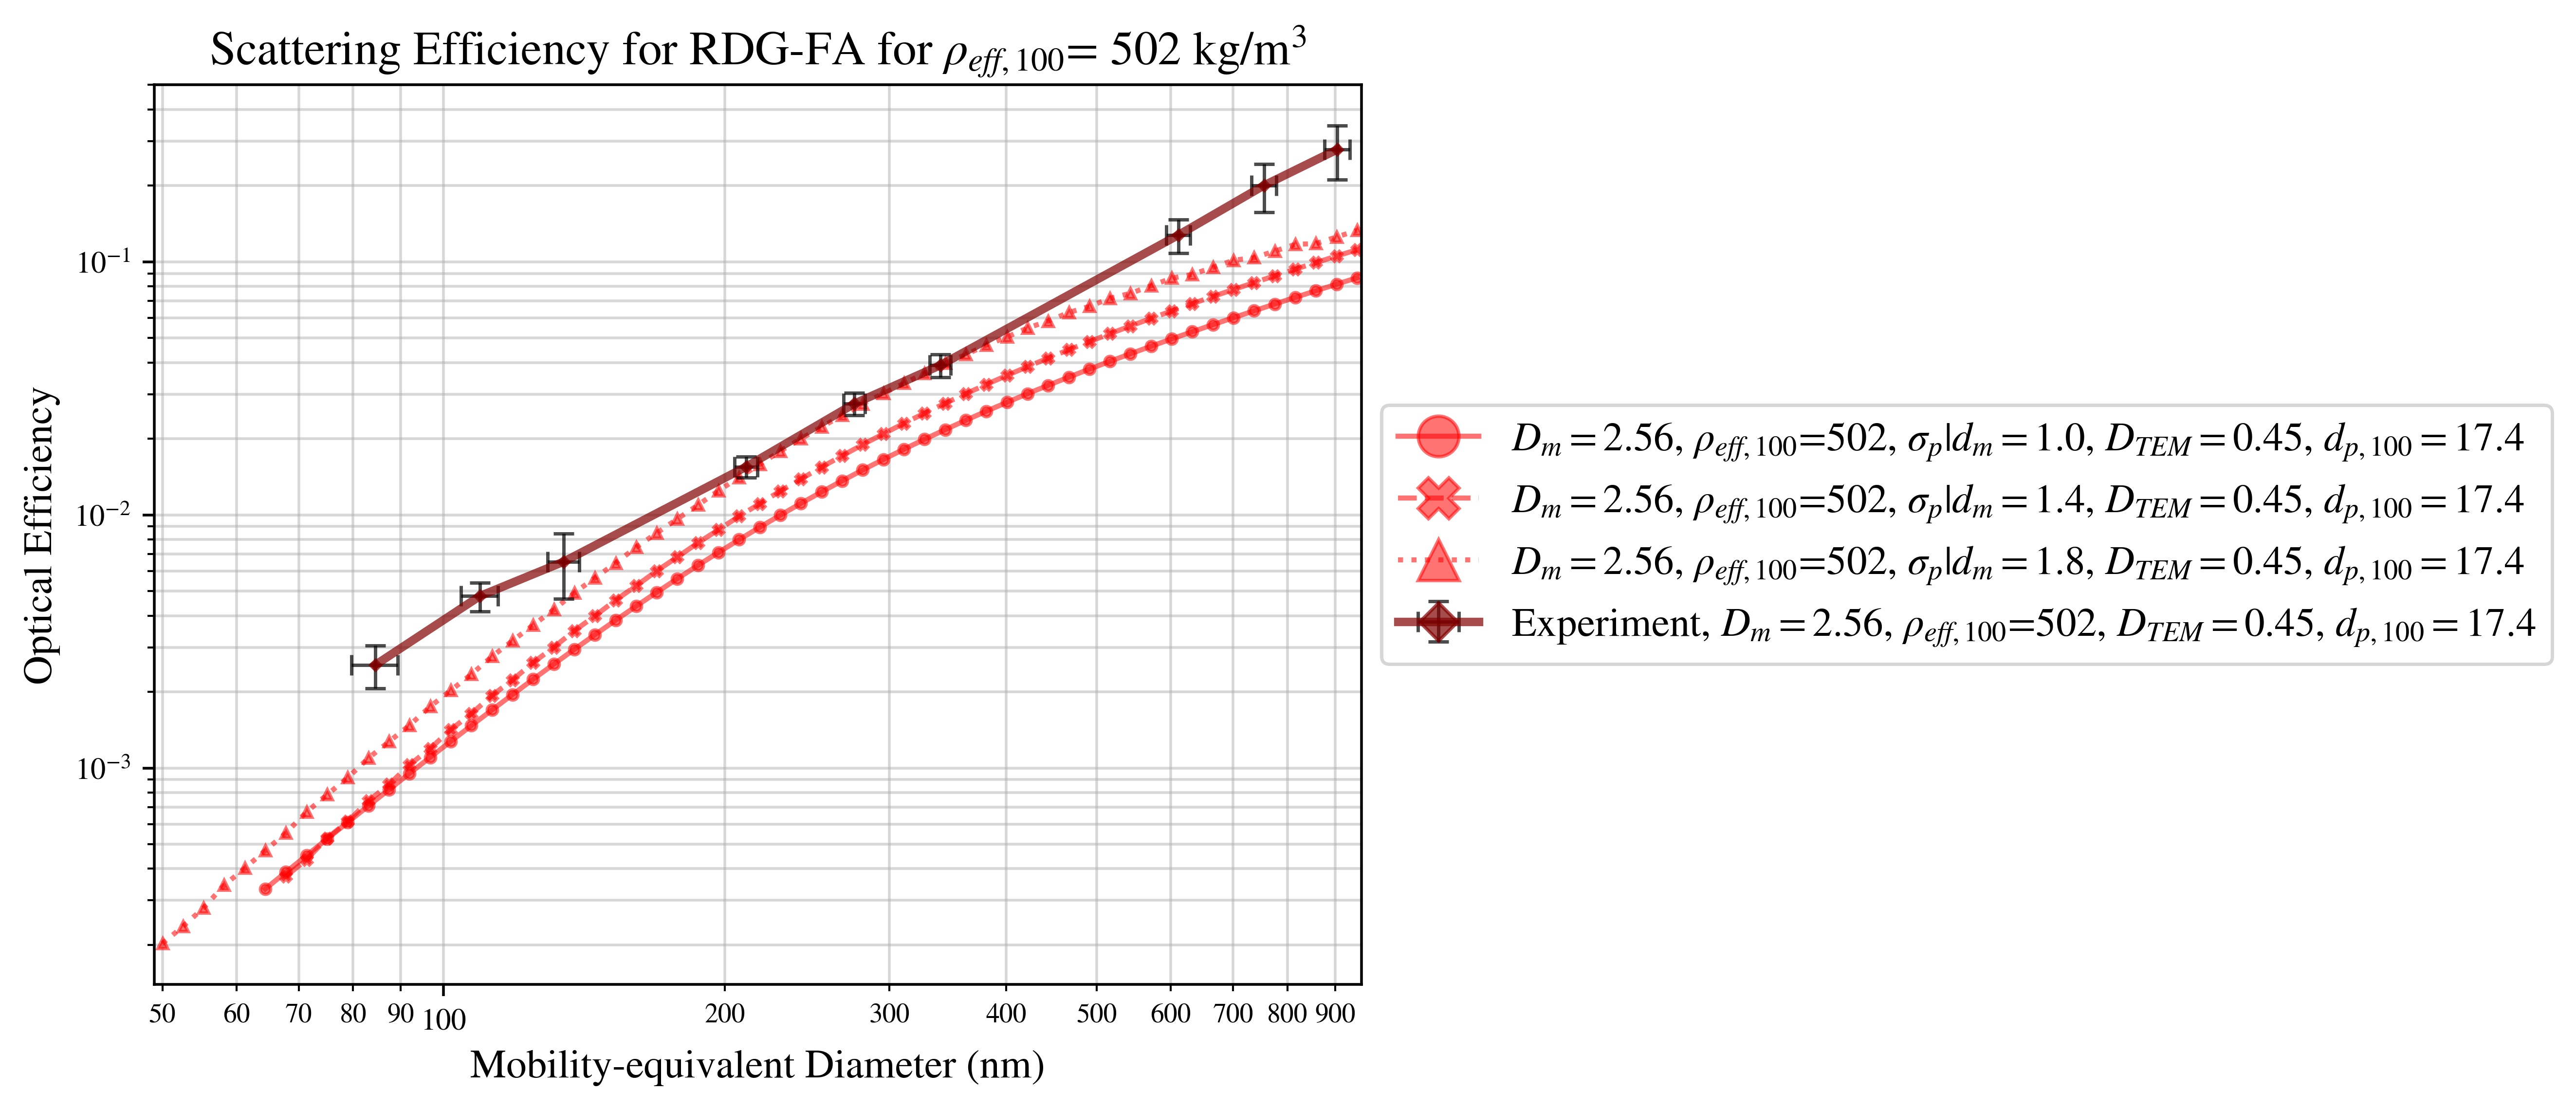 Scattering Efficiency for RDG-FA for ρeff, 100= 502 kg/m³
Optical Efficiency
10⁻¹
10⁻²
10⁻³
50 60 70 80 90 100 200 300 400 500 600 700 800 900
Mobility-equivalent Diameter (nm)
Dm = 2.56, ρeff, 100=502, σp|dm = 1.0, DTEM = 0.45, dp, 100 = 17.4
Dm = 2.56, ρeff, 100=502, σp|dm = 1.4, DTEM = 0.45, dp, 100 = 17.4
Dm = 2.56, ρeff, 100=502, σp|dm = 1.8, DTEM = 0.45, dp, 100 = 17.4
Experiment, Dm = 2.56, ρeff, 100=502, DTEM = 0.45, dp, 100 = 17.4